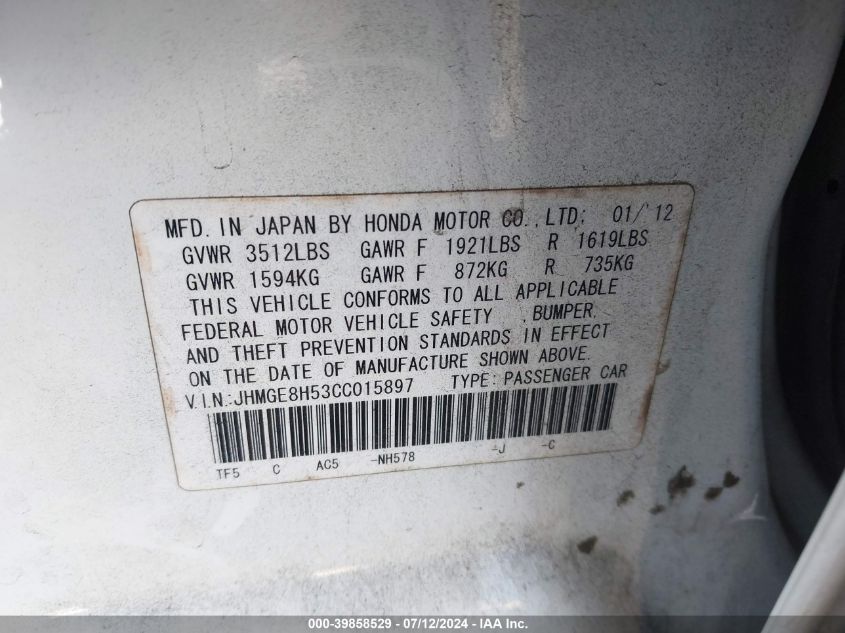 MFD. IN JAPAN BY HONDA MOTOR CO.,LTD; 01/'12
GVWR 3512LBS GAWR F 1921LBS R 1619LBS
GVWR 1594KG GAWR F 872KG R 735KG
THIS VEHICLE CONFORMS TO ALL APPLICABLE
FEDERAL MOTOR VEHICLE SAFETY ,BUMPER,
AND THEFT PREVENTION STANDARDS IN EFFECT
ON THE DATE OF MANUFACTURE SHOWN ABOVE.
V.I.N.:JHMGE8H53CC015897 TYPE: PASSENGER CAR
TF5 C AC5 -NH578 -J -C
000-39858529 - 07/12/2024 - IAA Inc.